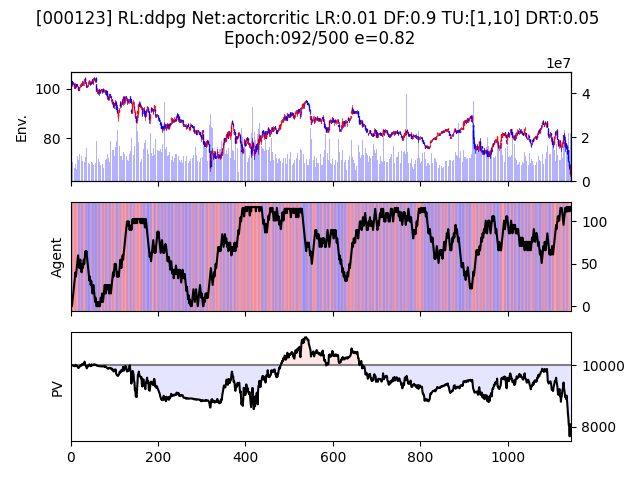 [000123] RL:ddpg Net:actorcritic LR:0.01 DF:0.9 TU:[1,10] DRT:0.05
Epoch:092/500 e=0.82
1e7
100
80
Env.
4
2
0
Agent
100
50
0
PV
10000
8000
0 200 400 600 800 1000